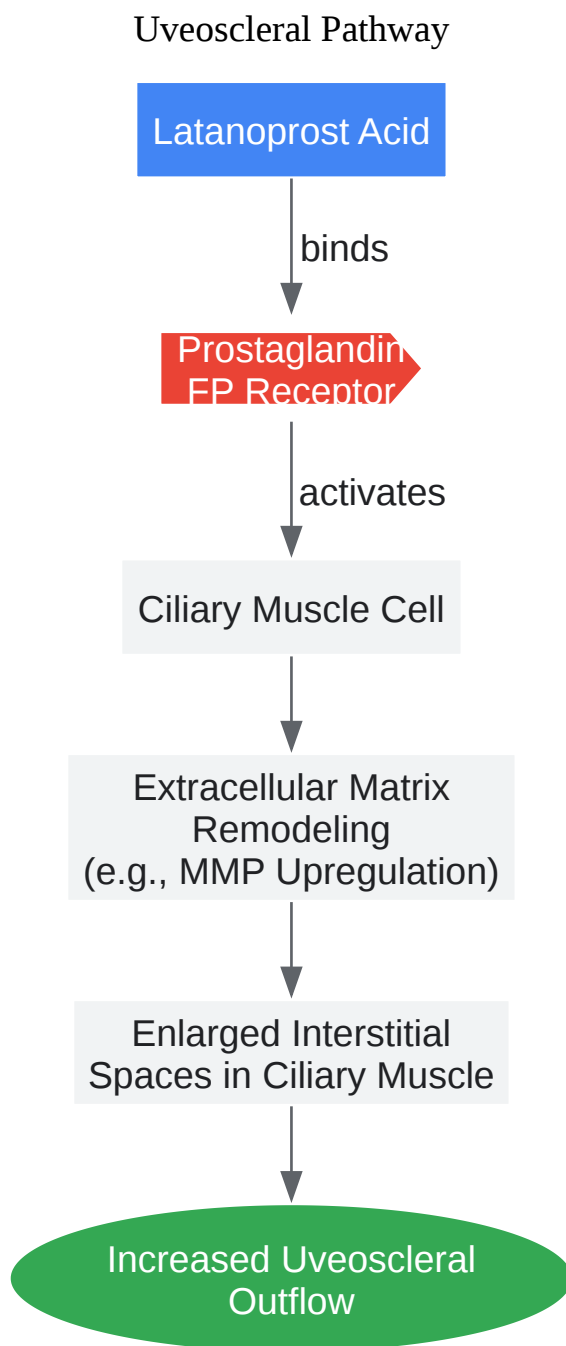 Uveoscleral Pathway
Latanoprost Acid
binds
Prostaglandin
FP Receptor
activates
Ciliary Muscle Cell
Extracellular Matrix
Remodeling
(e.g., MMP Upregulation)
Enlarged Interstitial
Spaces in Ciliary Muscle
Increased Uveoscleral
Outflow